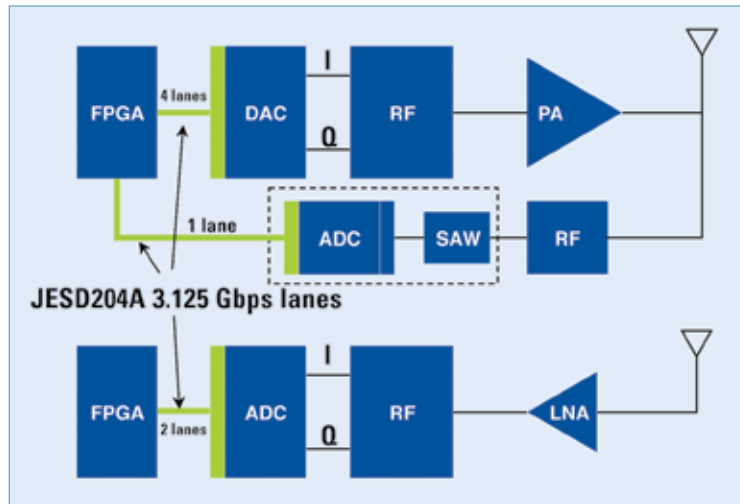 I
4 lanes
FPGA
DAC
RF
PA
Q
1 lane
ADC
SAW
RF
JESD204A 3.125 Gbps lanes
I
FPGA
ADC
RF
LNA
2 lanes
Q